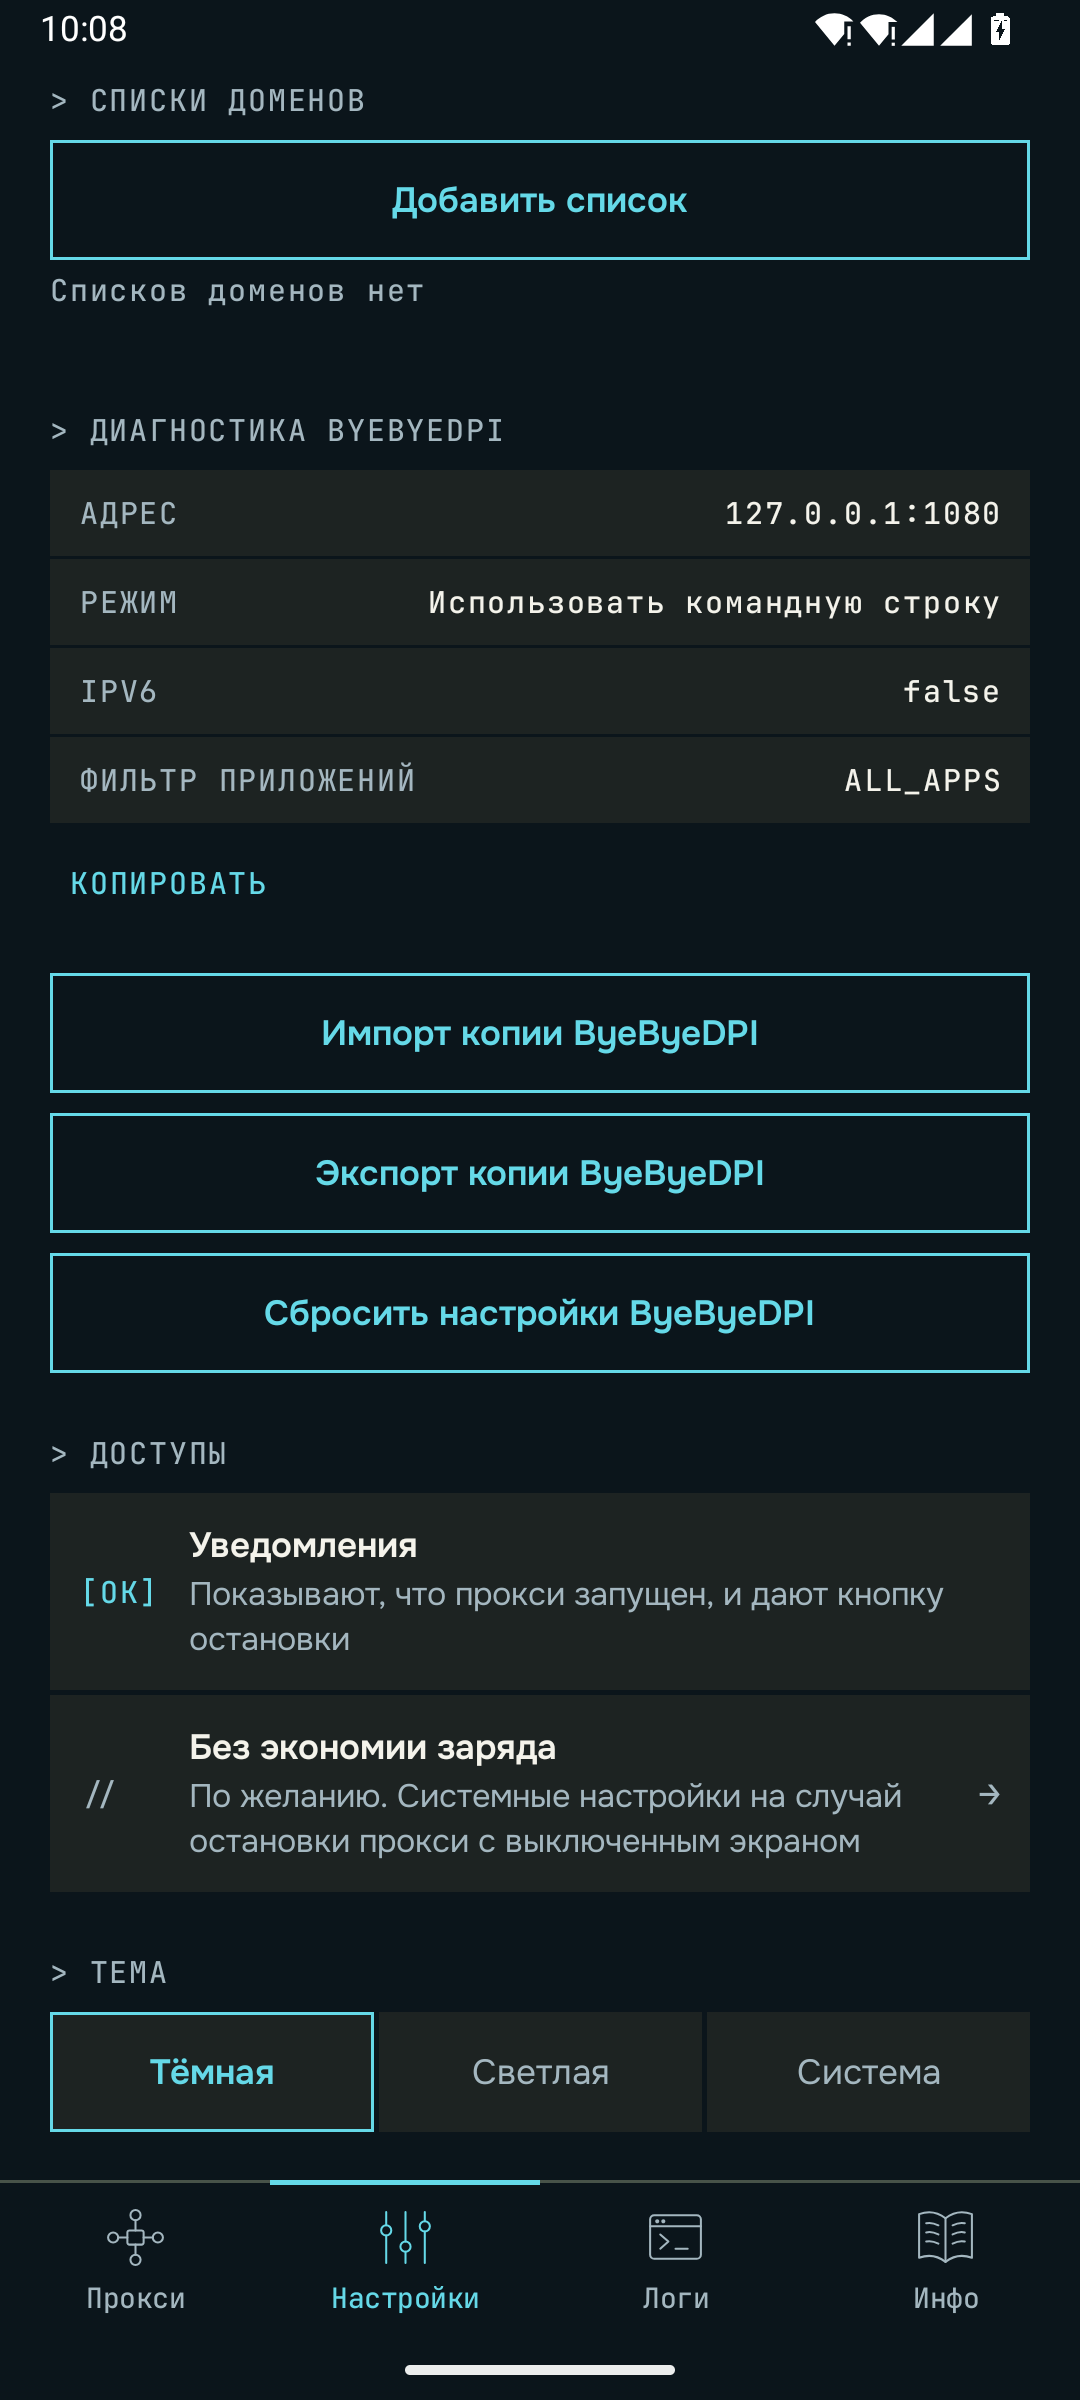 10:08
> СПИСКИ ДОМЕНОВ
Добавить список
Списков доменов нет
> ДИАГНОСТИКА BYEBYEDPI
АДРЕС 127.0.0.1:1080
РЕЖИМ Использовать командную строку
IPV6 false
ФИЛЬТР ПРИЛОЖЕНИЙ ALL_APPS
КОПИРОВАТЬ
Импорт копии ByeByeDPI
Экспорт копии ByeByeDPI
Сбросить настройки ByeByeDPI
> ДОСТУПЫ
Уведомления
[OK] Показывают, что прокси запущен, и дают кнопку
остановки
Без экономии заряда
// По желанию. Системные настройки на случай →
остановки прокси с выключенным экраном
> ТЕМА
Тёмная Светлая Система
Прокси Настройки Логи Инфо